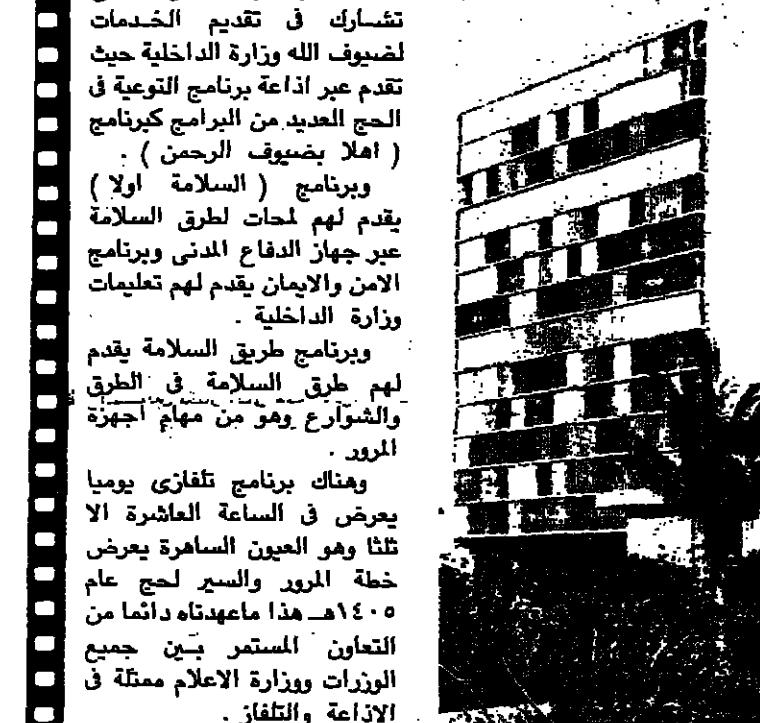 تشارك فى تقديم الخدمات
لضيوف الله وزارة الداخلية حيث
تقدم عبر اذاعة برنامج التوعية فى
الحج العديد من البرامج كبرنامج
( اهلا بضيوف الرحمن ) .
وبرنامج ( السلامة اولا )
يقدم لهم لمحات لطرق السلامة
عبر جهاز الدفاع المدنى وبرنامج
الامن والايمان يقدم لهم تعليمات
وزارة الداخلية .
وبرنامج طريق السلامة يقدم
لهم طرق السلامة فى الطرق
والشوارع وهو من مهام اجهزة
المرور .
وهناك برنامج تلفازى يوميا
يعرض فى الساعة العاشرة الا
ثلثا وهو العيون الساهرة يعرض
خطة المرور والسير لحج عام
١٤٠٥هـ هذا ماعهدناه دائما من
التعاون المستمر بين جميع
الوزرات ووزارة الاعلام ممثلة فى
الإذاعة والتلفاز .